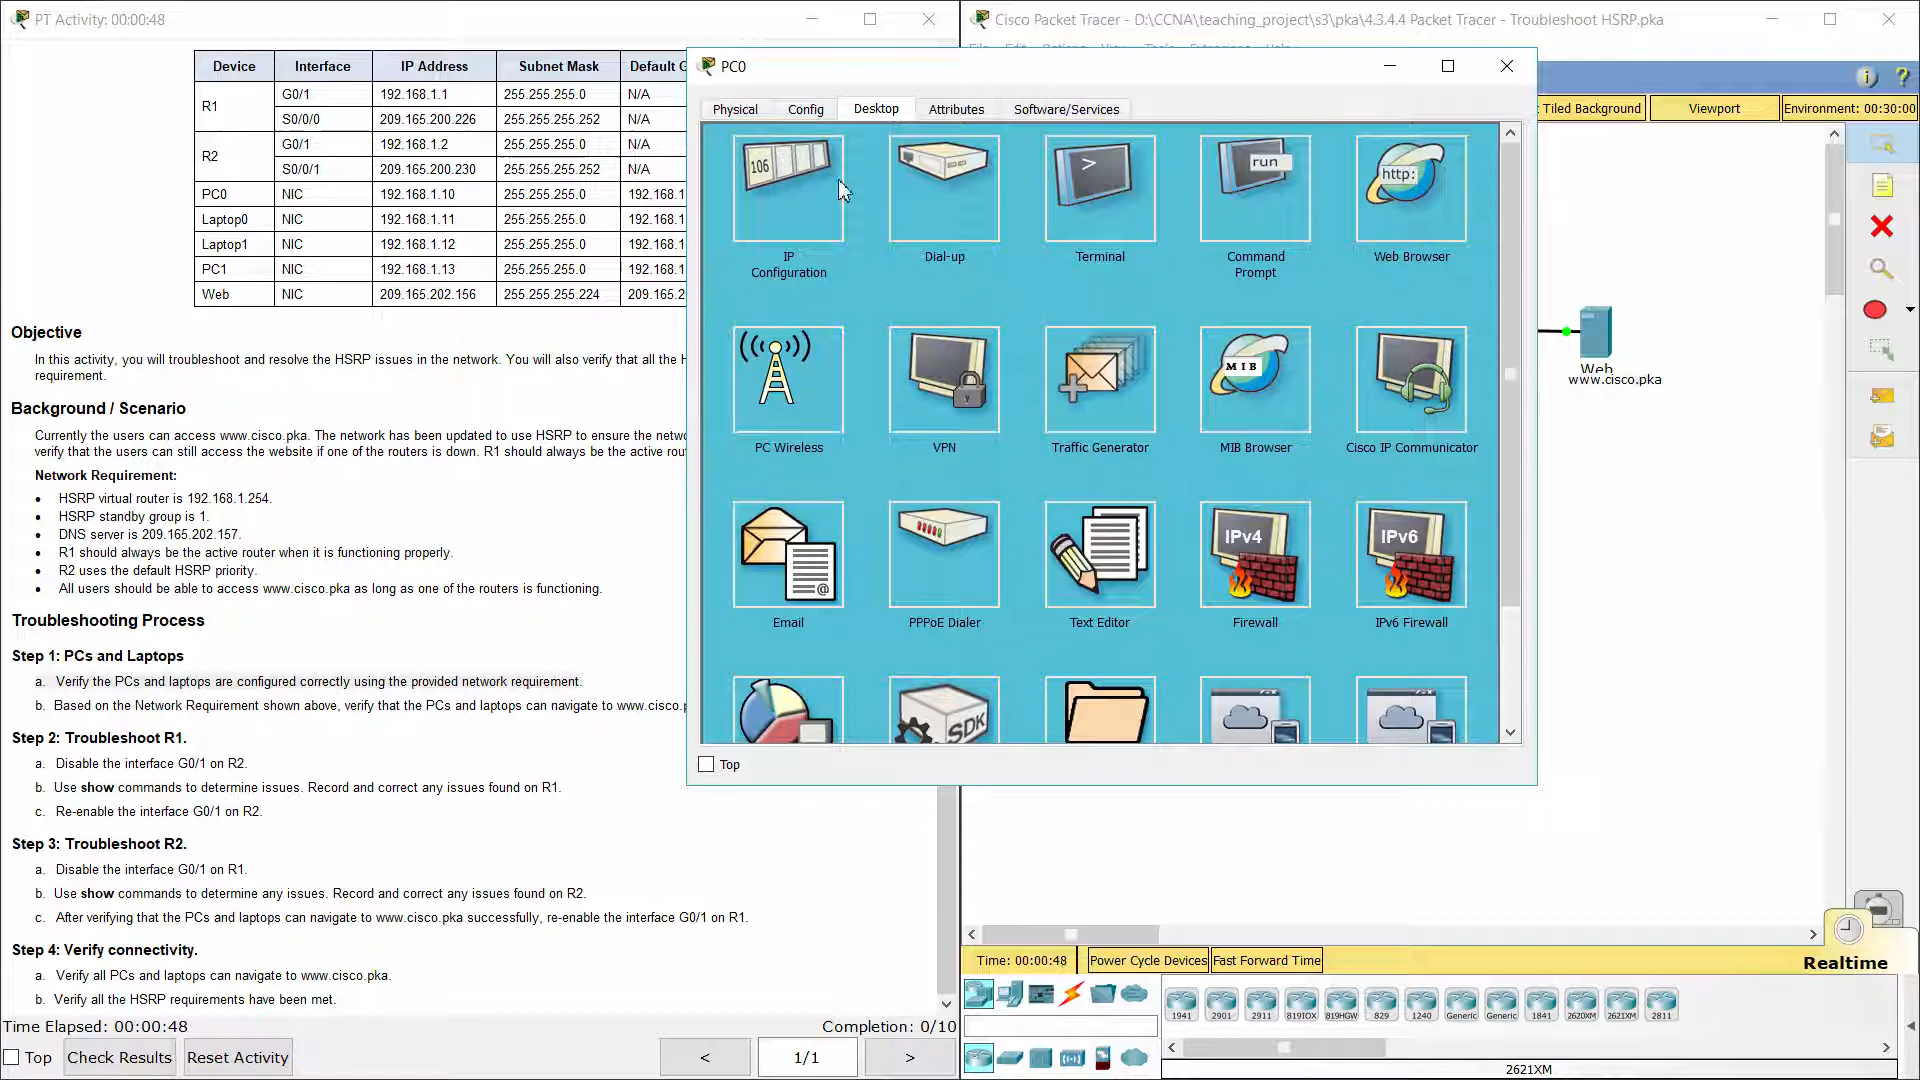 PT Activity: 00:00:48
Device Interface IP Address Subnet Mask Default G
R1 G0/1 192.168.1.1 255.255.255.0 N/A
S0/0/0 209.165.200.226 255.255.255.252 N/A
R2 G0/1 192.168.1.2 255.255.255.0 N/A
S0/0/1 209.165.200.230 255.255.255.252 N/A
PC0 NIC 192.168.1.10 255.255.255.0 192.168.1
Laptop0 NIC 192.168.1.11 255.255.255.0 192.168.1
Laptop1 NIC 192.168.1.12 255.255.255.0 192.168.1
PC1 NIC 192.168.1.13 255.255.255.0 192.168.1
Web NIC 209.165.202.156 255.255.255.224 209.165.2
Objective
In this activity, you will troubleshoot and resolve the HSRP issues in the network. You will also verify that all the H
requirement.
Background / Scenario
Currently the users can access www.cisco.pka. The network has been updated to use HSRP to ensure the netwo
verify that the users can still access the website if one of the routers is down. R1 should always be the active rou
Network Requirement:
• HSRP virtual router is 192.168.1.254.
• HSRP standby group is 1.
• DNS server is 209.165.202.157.
• R1 should always be the active router when it is functioning properly.
• R2 uses the default HSRP priority.
• All users should be able to access www.cisco.pka as long as one of the routers is functioning.
Troubleshooting Process
Step 1: PCs and Laptops
a. Verify the PCs and laptops are configured correctly using the provided network requirement.
b. Based on the Network Requirement shown above, verify that the PCs and laptops can navigate to www.cisco.p
Step 2: Troubleshoot R1.
a. Disable the interface G0/1 on R2.
b. Use show commands to determine issues. Record and correct any issues found on R1.
c. Re-enable the interface G0/1 on R2.
Step 3: Troubleshoot R2.
a. Disable the interface G0/1 on R1.
b. Use show commands to determine any issues. Record and correct any issues found on R2.
c. After verifying that the PCs and laptops can navigate to www.cisco.pka successfully, re-enable the interface G0/1 on R1.
Step 4: Verify connectivity.
a. Verify all PCs and laptops can navigate to www.cisco.pka.
b. Verify all the HSRP requirements have been met.
Time Elapsed: 00:00:48 Completion: 0/10
Top Check Results Reset Activity < 1/1 >
Cisco Packet Tracer - D:\CCNA\teaching_project\s3\pka\4.3.4.4 Packet Tracer - Troubleshoot HSRP.pka
File Edit Options View Tools Extensions Help
PC0
Physical Config Desktop Attributes Software/Services
106
>
run
http:
IP
Configuration
Dial-up
Terminal
Command
Prompt
Web Browser
MIB
PC Wireless
VPN
Traffic Generator
MIB Browser
Cisco IP Communicator
@
IPv4
IPv6
Email
PPPoE Dialer
Text Editor
Firewall
IPv6 Firewall
SDK
Top
Tiled Background Viewport Environment: 00:30:00
Web
www.cisco.pka
Time: 00:00:48 Power Cycle Devices Fast Forward Time
Realtime
1941 2901 2911 819IOX 819HGW 829 1240 Generic Generic 1841 2620XM 2621XM 2811
2621XM